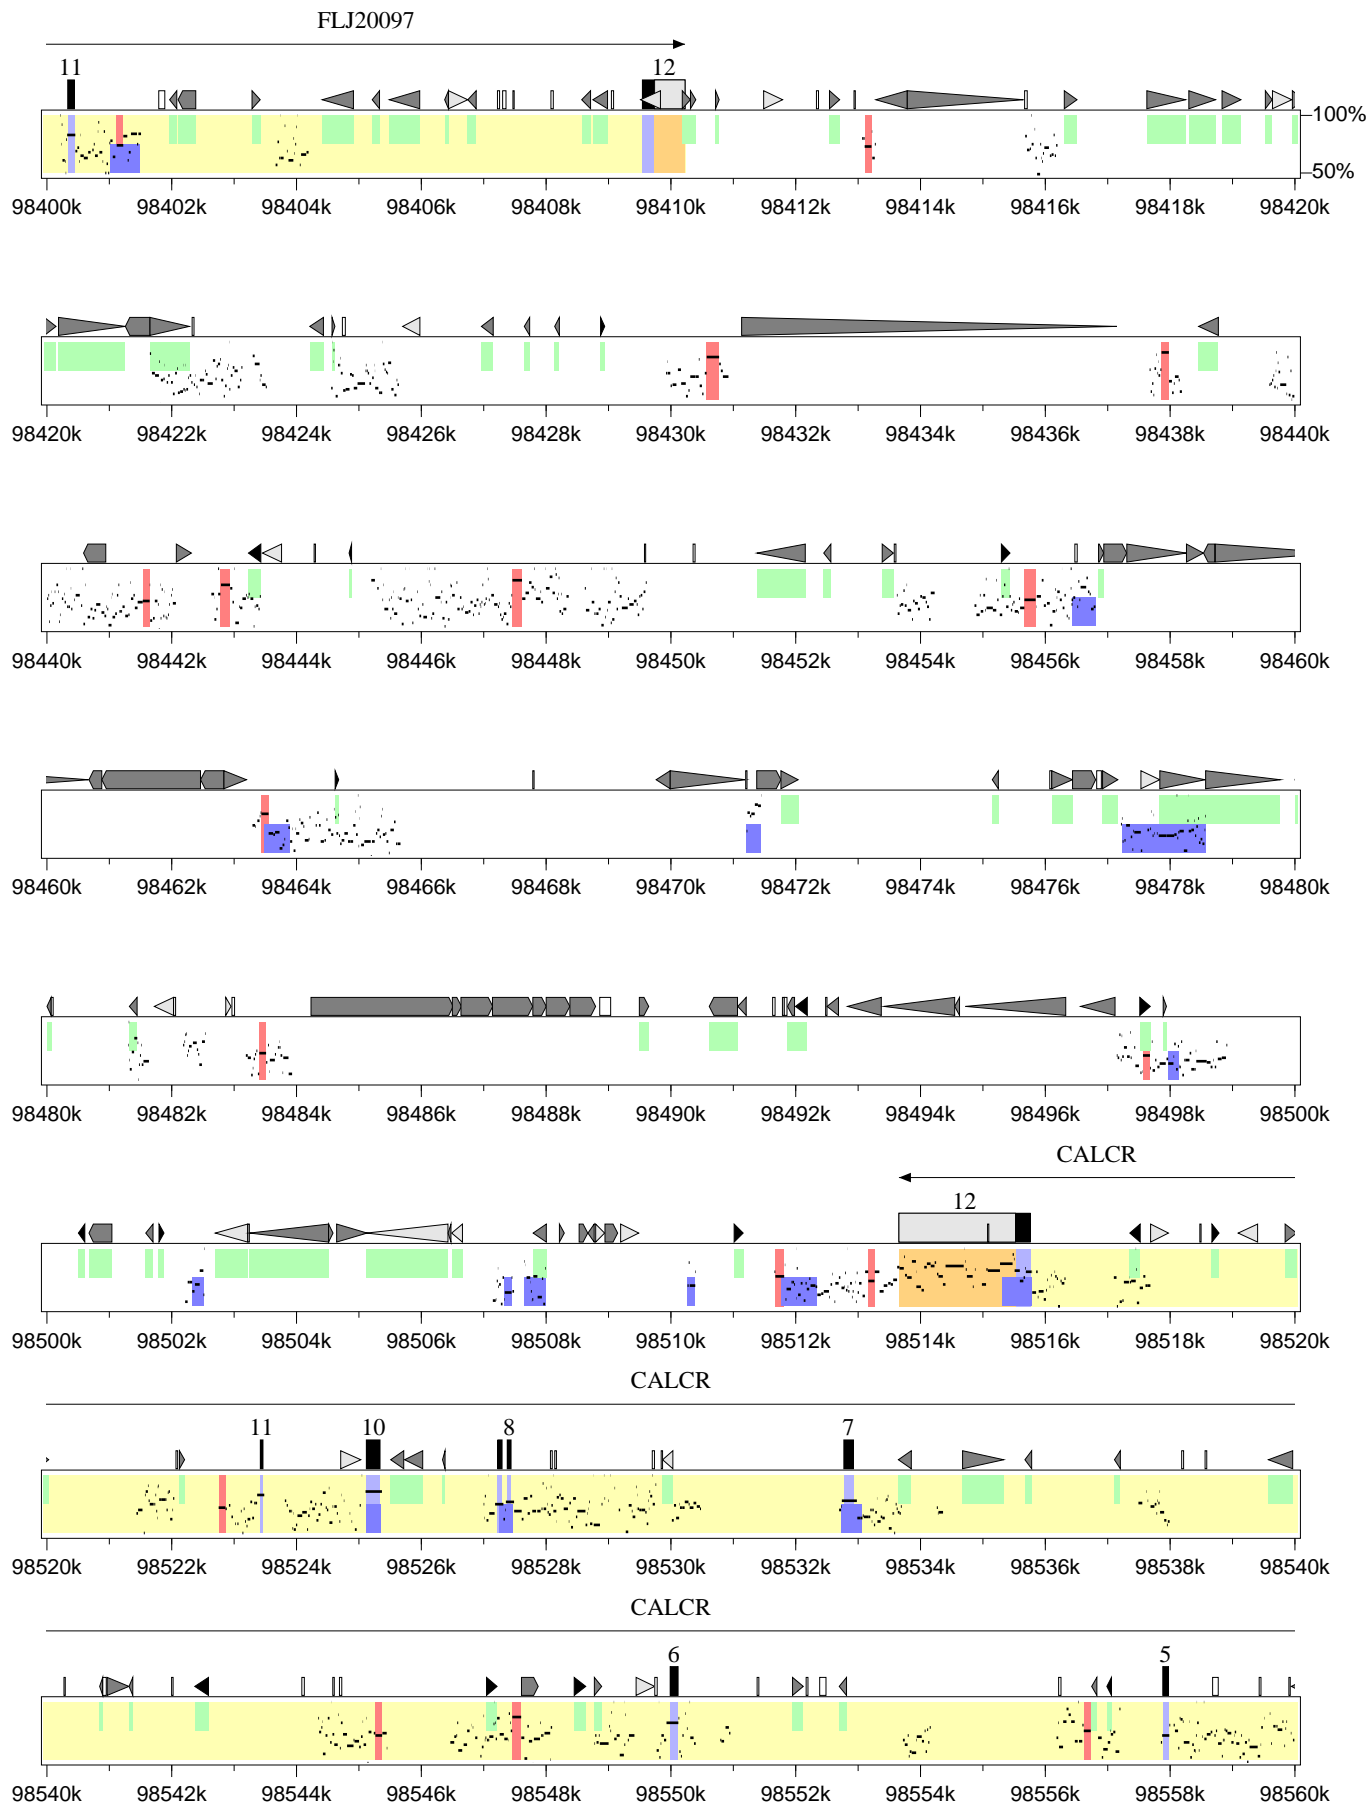 FLJ20097
11 12
100%
50%
98400k 98402k 98404k 98406k 98408k 98410k 98412k 98414k 98416k 98418k 98420k
98420k 98422k 98424k 98426k 98428k 98430k 98432k 98434k 98436k 98438k 98440k
98440k 98442k 98444k 98446k 98448k 98450k 98452k 98454k 98456k 98458k 98460k
98460k 98462k 98464k 98466k 98468k 98470k 98472k 98474k 98476k 98478k 98480k
98480k 98482k 98484k 98486k 98488k 98490k 98492k 98494k 98496k 98498k 98500k
CALCR
12
98500k 98502k 98504k 98506k 98508k 98510k 98512k 98514k 98516k 98518k 98520k
CALCR
11 10 8 7
98520k 98522k 98524k 98526k 98528k 98530k 98532k 98534k 98536k 98538k 98540k
CALCR
6 5
98540k 98542k 98544k 98546k 98548k 98550k 98552k 98554k 98556k 98558k 98560k